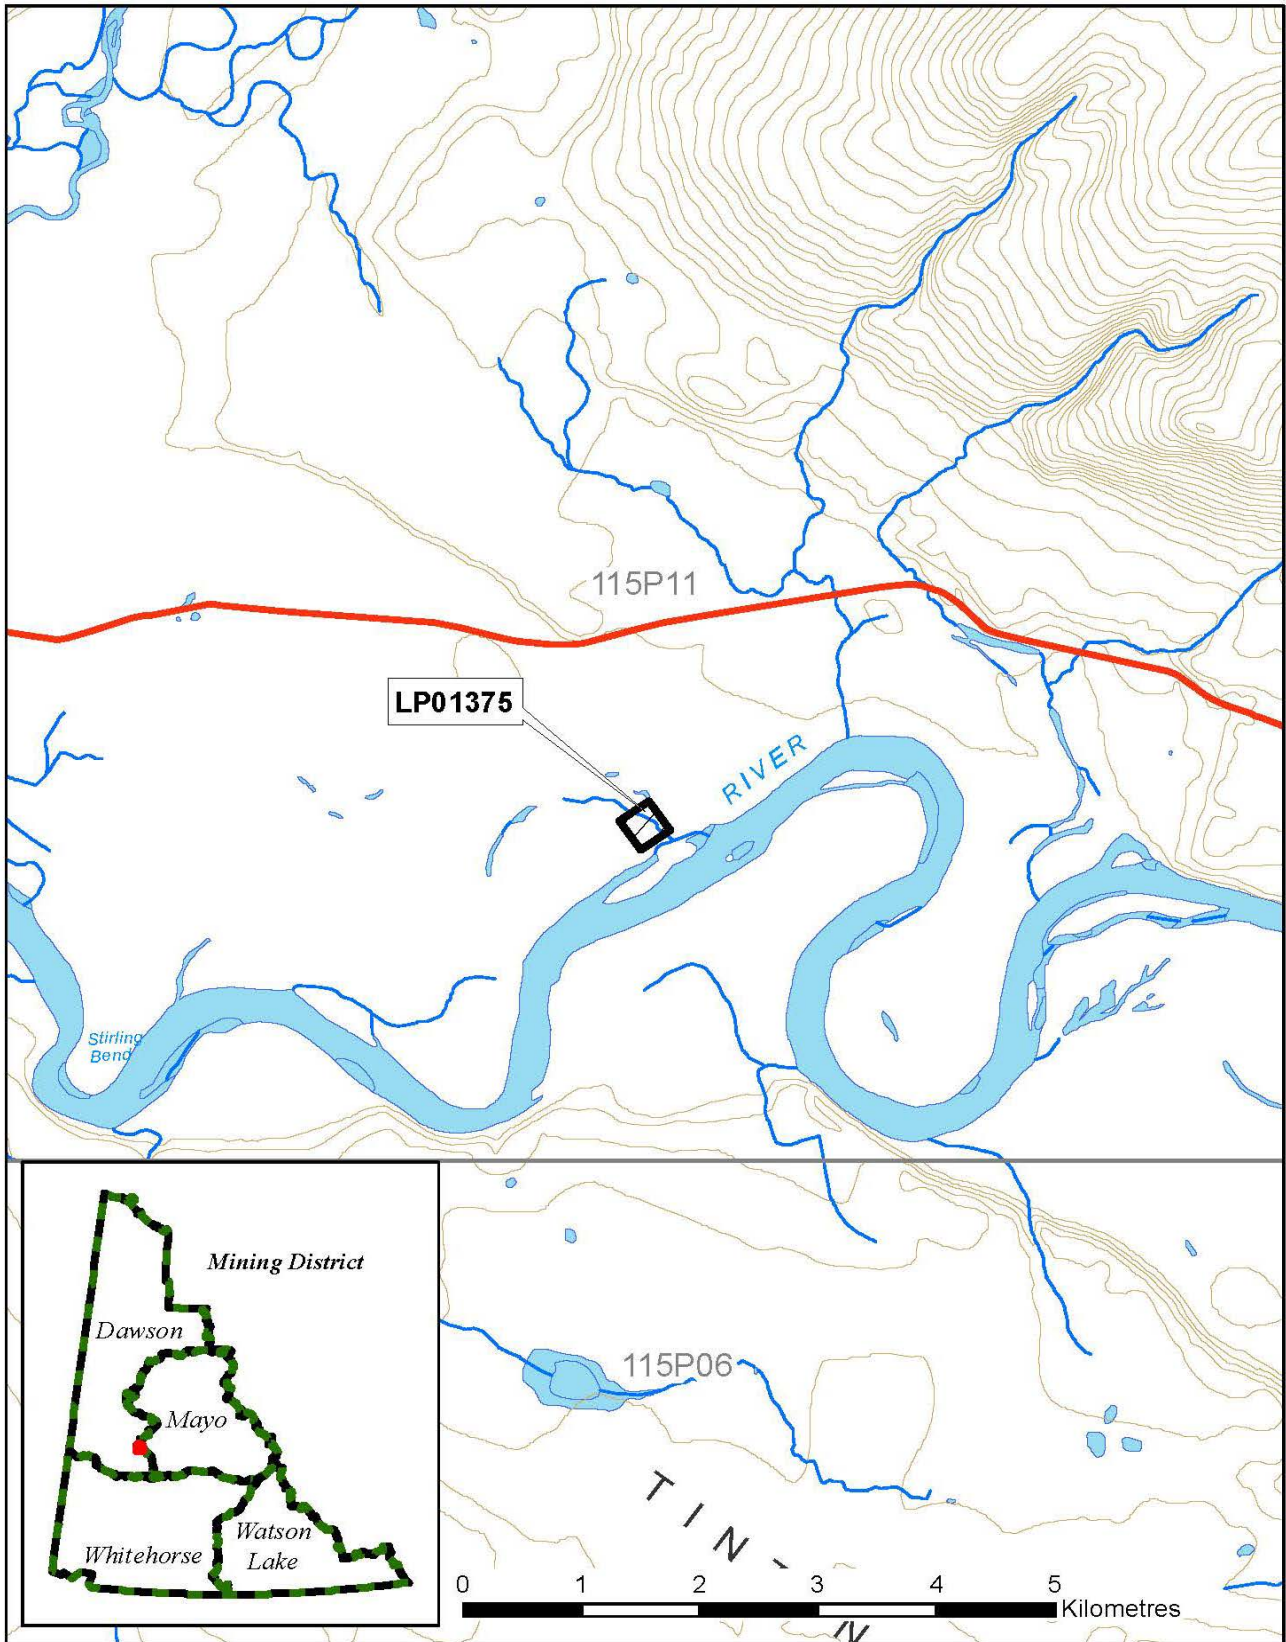 115P11
LP01375
RIVER
Stirling
Bend
Mining District
Dawson
Mayo
Whitehorse
Watson
Lake
115P06
T I N
N
0 1 2 3 4 5
Kilometres